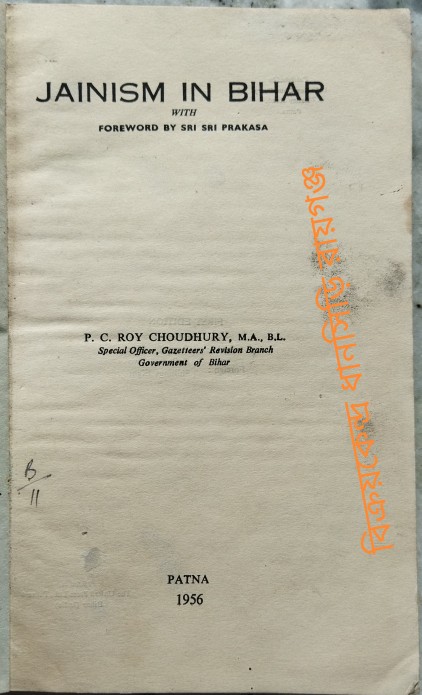 JAINISM IN BIHAR
WITH
FOREWORD BY SRI SRI PRAKASA
P. C. ROY CHOUDHURY, M.A., B.L.
Special Officer, Gazetteers' Revision Branch
Government of Bihar
B/11
PATNA
1956